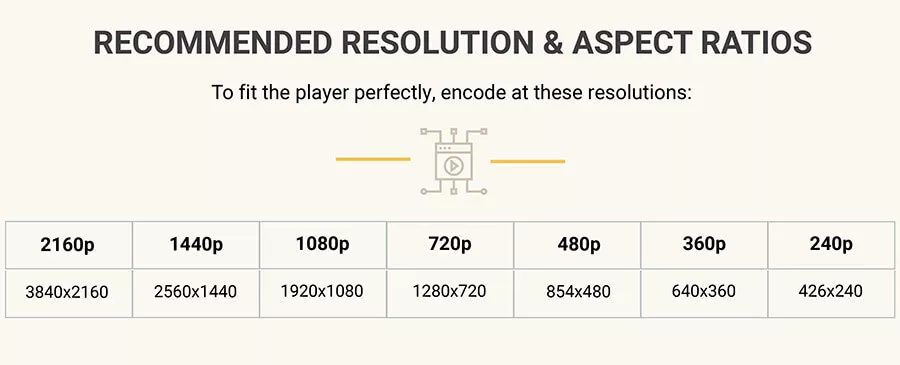 RECOMMENDED RESOLUTION & ASPECT RATIOS
To fit the player perfectly, encode at these resolutions:
2160p 1440p 1080p 720p 480p 360p 240p
3840x2160 2560x1440 1920x1080 1280x720 854x480 640x360 426x240